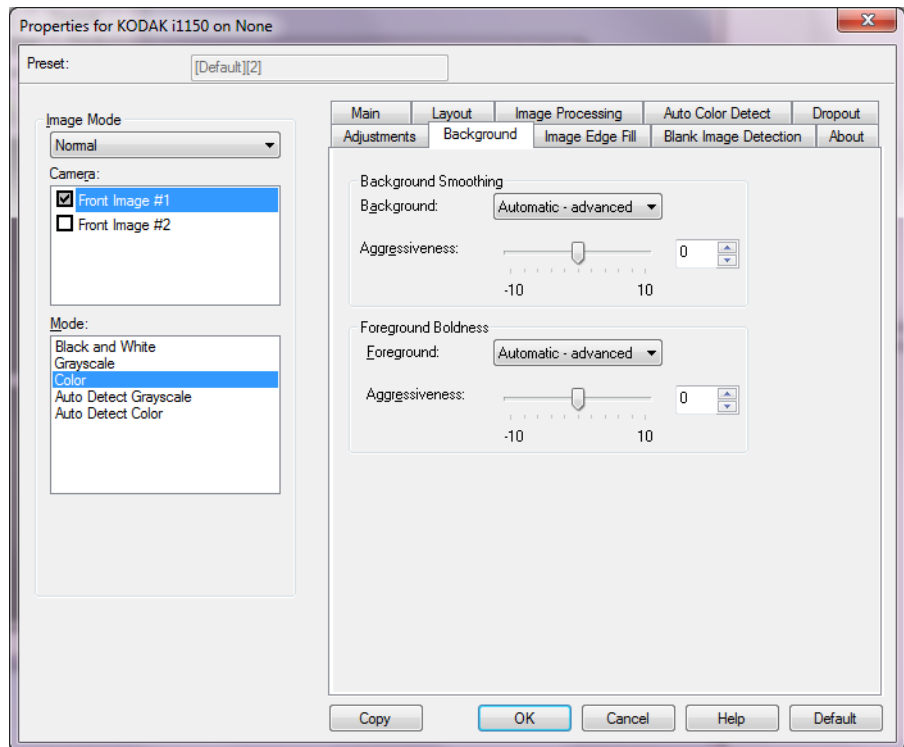 Properties for KODAK i1150 on None
Preset:
[Default][2]
Image Mode
Normal
Camera:
Front Image #1
Front Image #2
Mode:
Black and White
Grayscale
Color
Auto Detect Grayscale
Auto Detect Color
Main Layout Image Processing Auto Color Detect Dropout
Adjustments Background Image Edge Fill Blank Image Detection About
Background Smoothing
Background: Automatic - advanced
Aggressiveness: 0
-10 10
Foreground Boldness
Foreground: Automatic - advanced
Aggressiveness: 0
-10 10
Copy OK Cancel Help Default